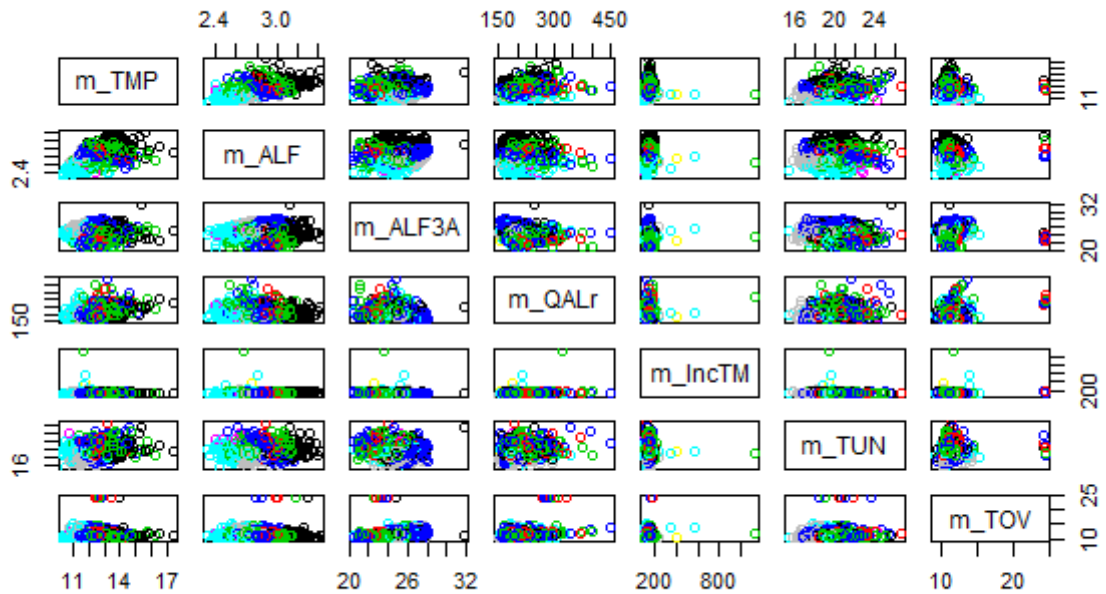 2.4 3.0 150 300 450 16 20 24
m_TMP 11
2.4 m_ALF
m_ALF3A 20 32
150 m_QALr
m_IncTM 200
16 m_TUN
m_TOV 10 25
11 14 17 20 26 32 200 800 10 20